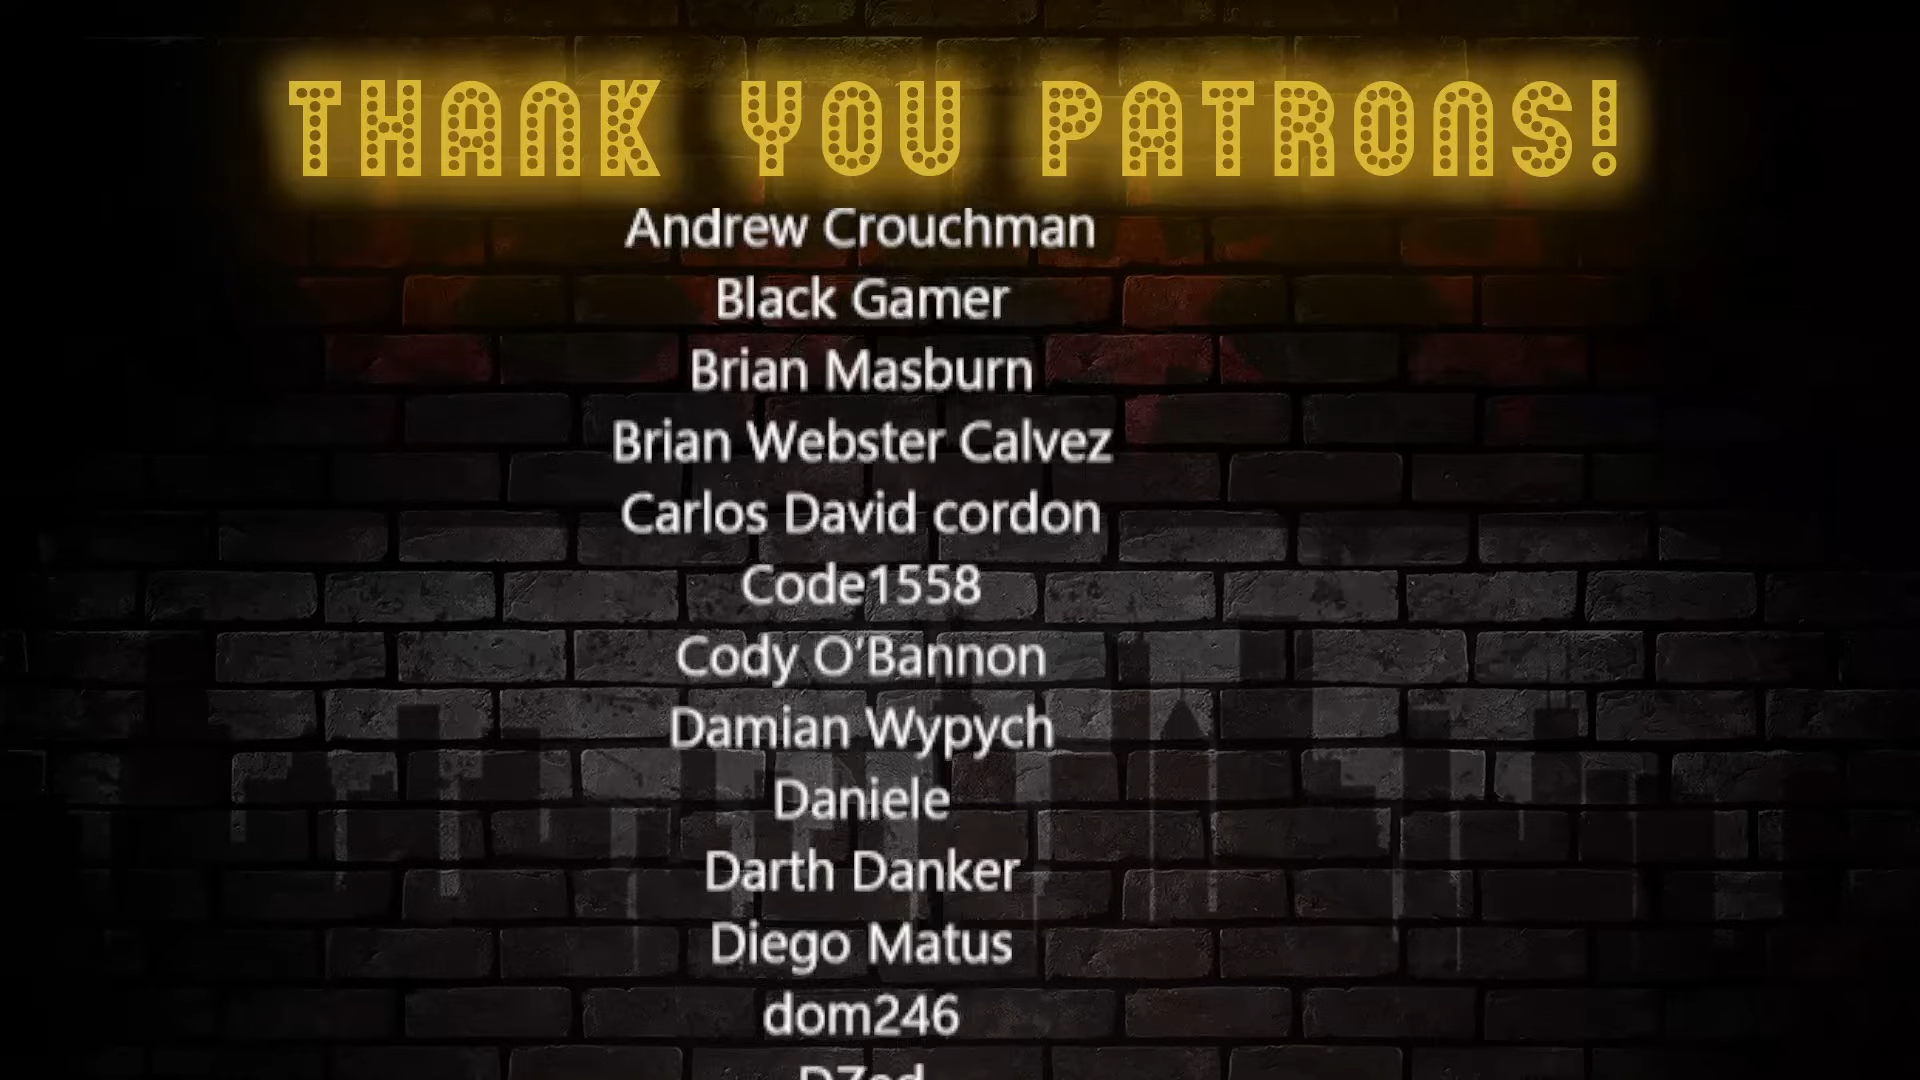 THANK YOU PATRONS!
Andrew Crouchman
Black Gamer
Brian Masburn
Brian Webster Calvez
Carlos David cordon
Code1558
Cody O'Bannon
Damian Wypych
Daniele
Darth Danker
Diego Matus
dom246